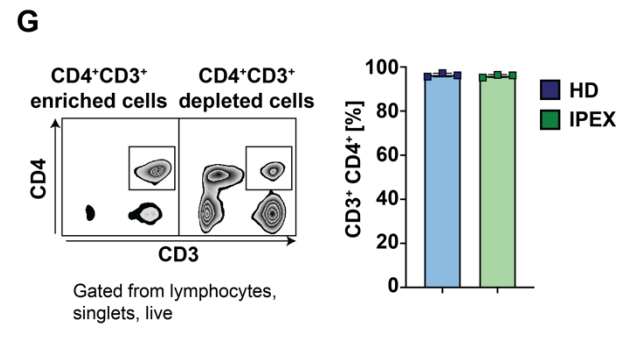 G
CD4⁺CD3⁺ enriched cells
CD4⁺CD3⁺ depleted cells
CD4
CD3
Gated from lymphocytes,
singlets, live
CD3⁺ CD4⁺ [%]
100
80
60
40
20
0
HD
IPEX